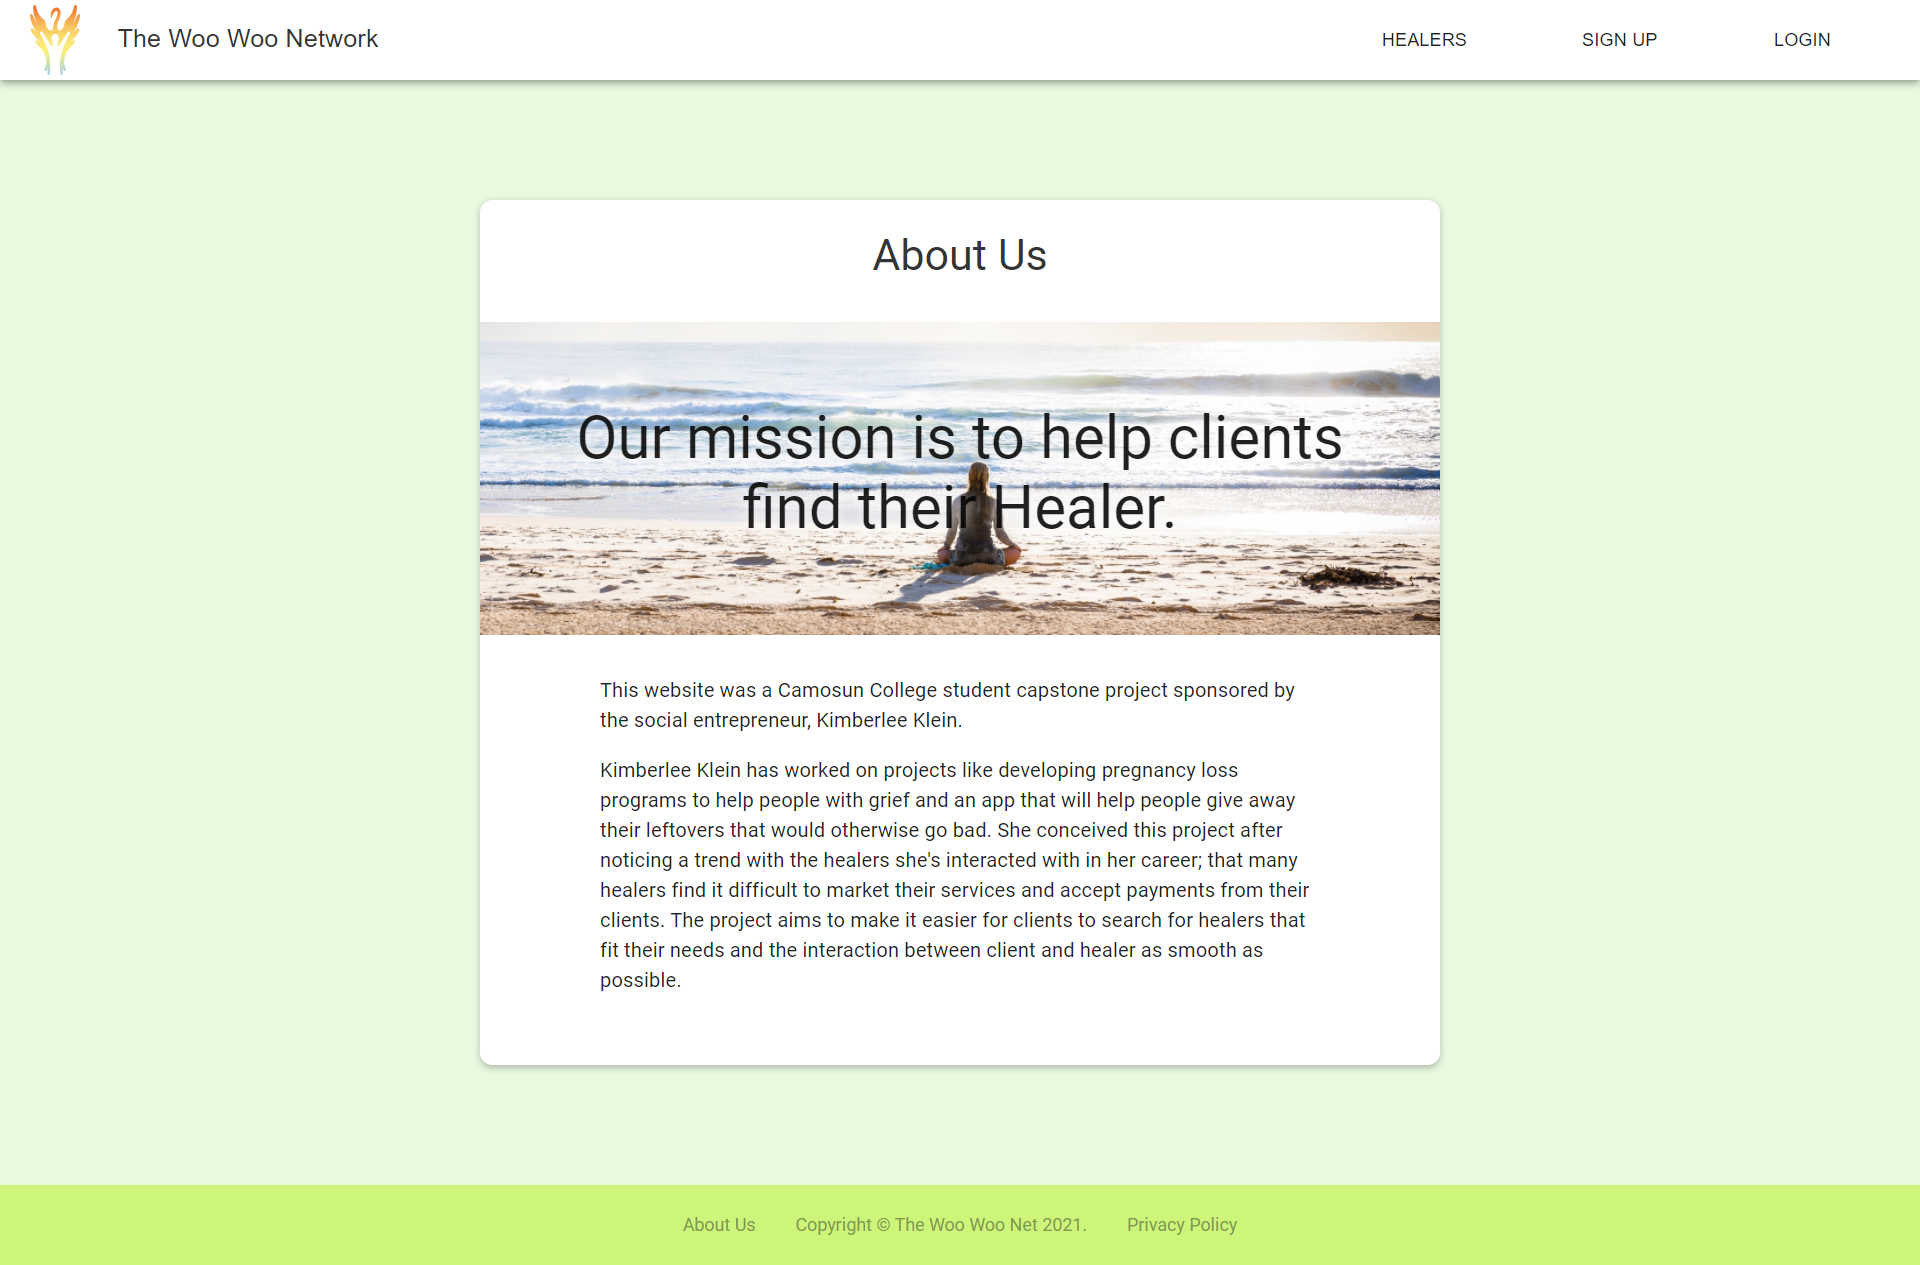 The Woo Woo Network
HEALERS
SIGN UP
LOGIN
About Us
Our mission is to help clients
find their Healer.
This website was a Camosun College student capstone project sponsored by
the social entrepreneur, Kimberlee Klein.
Kimberlee Klein has worked on projects like developing pregnancy loss
programs to help people with grief and an app that will help people give away
their leftovers that would otherwise go bad. She conceived this project after
noticing a trend with the healers she's interacted with in her career; that many
healers find it difficult to market their services and accept payments from their
clients. The project aims to make it easier for clients to search for healers that
fit their needs and the interaction between client and healer as smooth as
possible.
About Us
Copyright © The Woo Woo Net 2021.
Privacy Policy